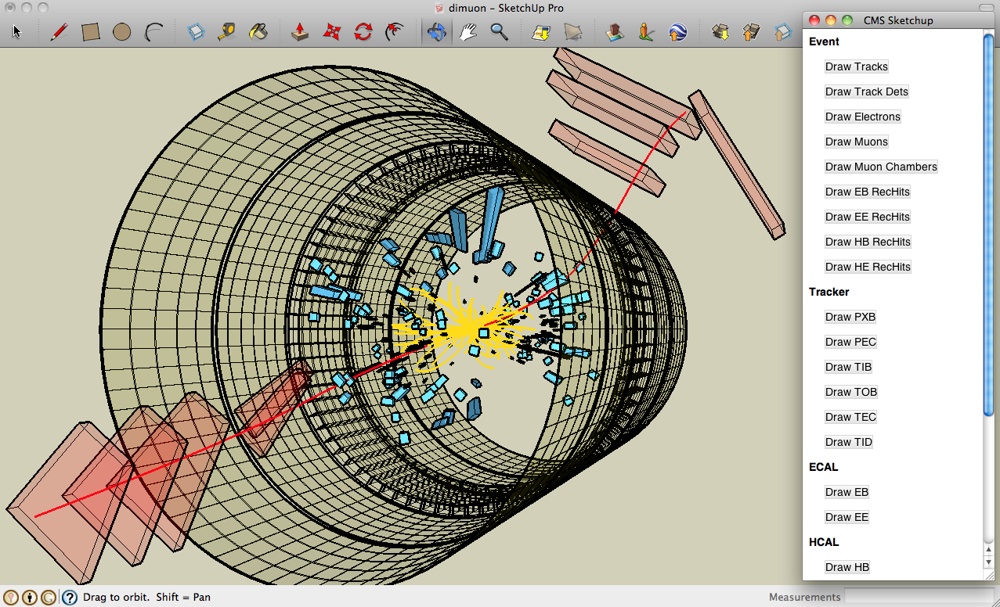 dimuon – SketchUp Pro
CMS Sketchup
Event
Draw Tracks
Draw Track Dets
Draw Electrons
Draw Muons
Draw Muon Chambers
Draw EB RecHits
Draw EE RecHits
Draw HB RecHits
Draw HE RecHits
Tracker
Draw PXB
Draw PEC
Draw TIB
Draw TOB
Draw TEC
Draw TID
ECAL
Draw EB
Draw EE
HCAL
Draw HB
Drag to orbit.  Shift = Pan
Measurements